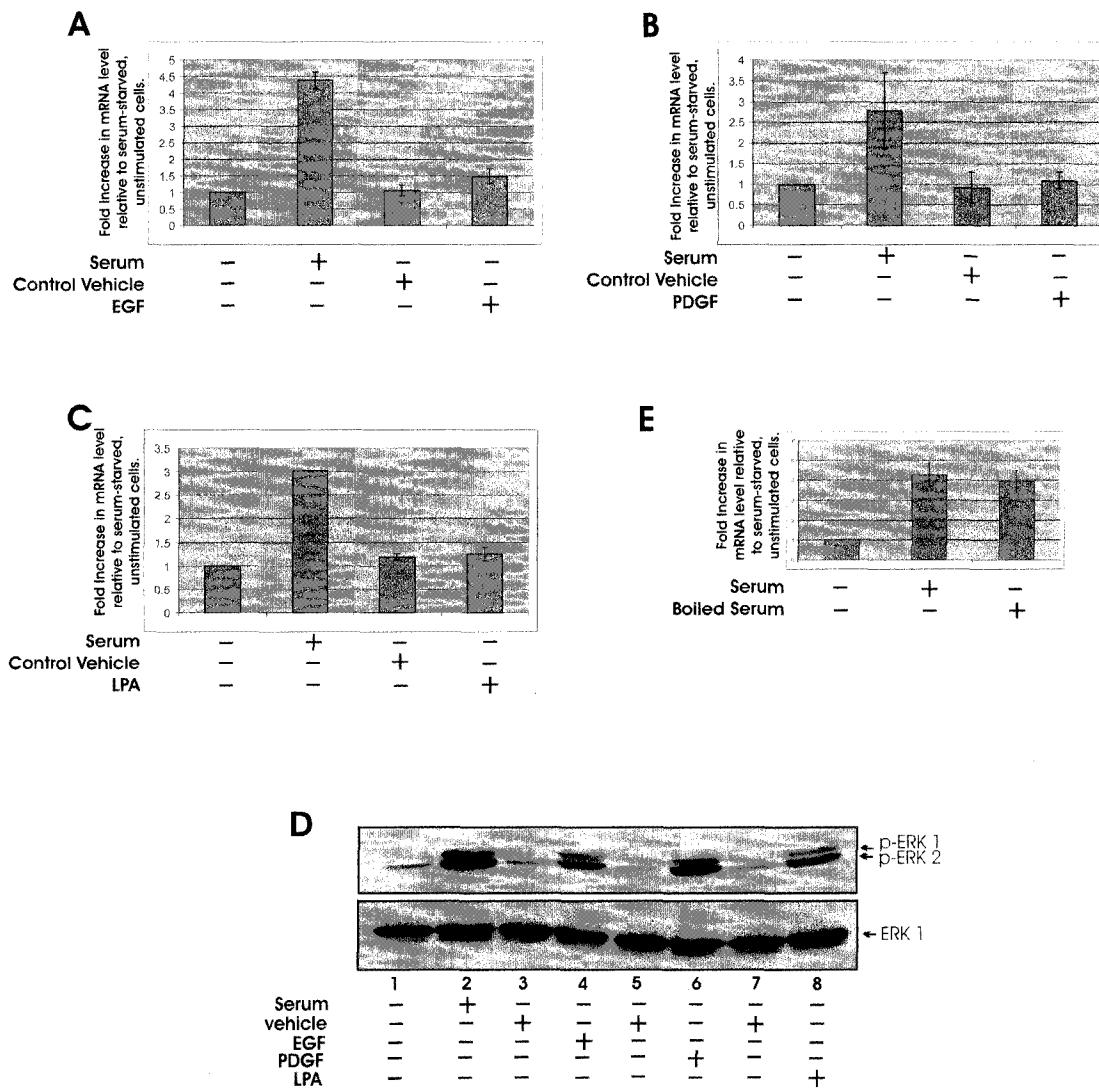 A
Fold Increase in mRNA level
relative to serum-starved,
unstimulated cells.
5
4.5
4
3.5
3
2.5
2
1.5
1
0.5
0
Serum − + − −
Control Vehicle − − + −
EGF − − − +
B
Fold Increase in mRNA level
relative to serum-starved,
unstimulated cells.
4
3.5
3
2.5
2
1.5
1
0.5
0
Serum − + − −
Control Vehicle − − + −
PDGF − − − +
C
Fold Increase in mRNA level
relative to serum-starved,
unstimulated cells.
3.5
3
2.5
2
1.5
1
0.5
0
Serum − + − −
Control Vehicle − − + −
LPA − − − +
E
Fold Increase in
mRNA level relative
to serum-starved,
unstimulated cells.
Serum − + −
Boiled Serum − − +
D
p-ERK 1
p-ERK 2
ERK 1
1 2 3 4 5 6 7 8
Serum − + − − − − − −
vehicle − − + − + − + −
EGF − − − + − − − −
PDGF − − − − − + − −
LPA − − − − − − − +